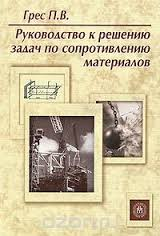 Грес П.В.
Руководство к решению
задач по сопротивлению
материалов